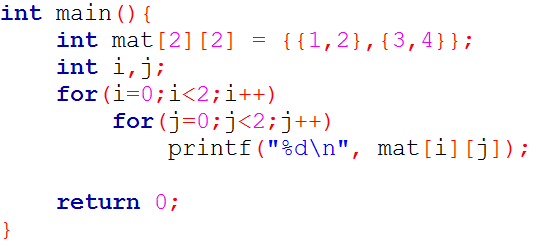 int main(){
    int mat[2][2] = {{1,2},{3,4}};
    int i,j;
    for(i=0;i<2;i++)
        for(j=0;j<2;j++)
            printf("%d\n", mat[i][j]);

    return 0;
}